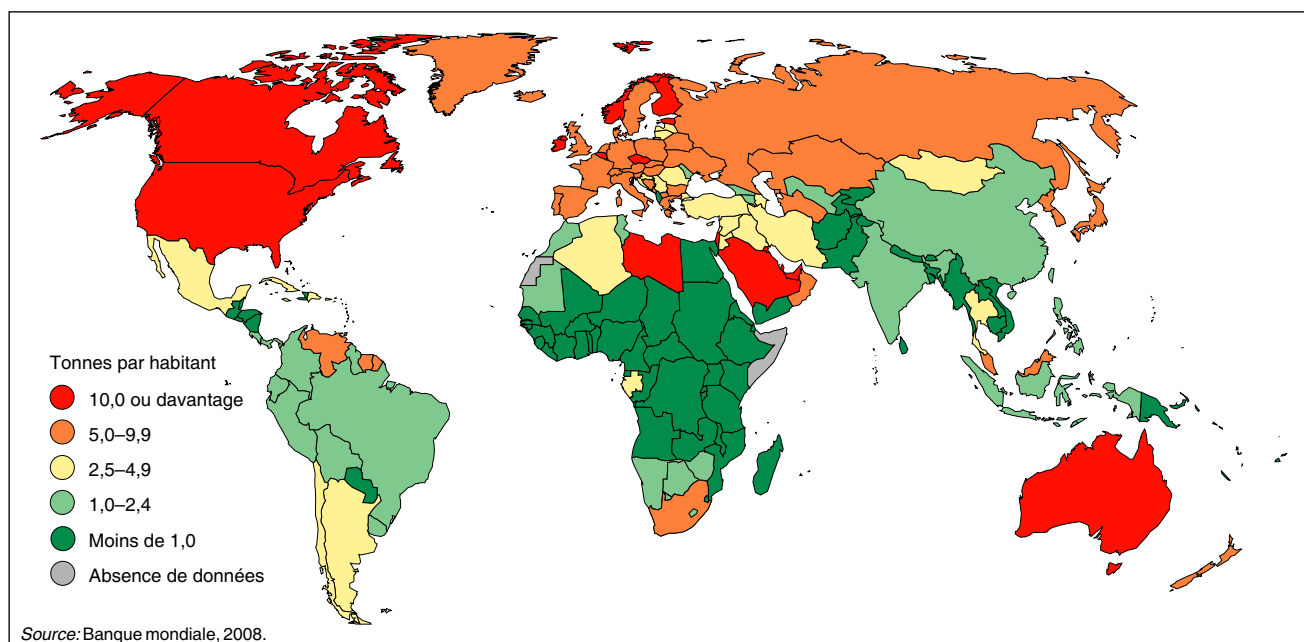 Tonnes par habitant
10,0 ou davantage
5,0–9,9
2,5–4,9
1,0–2,4
Moins de 1,0
Absence de données
Source: Banque mondiale, 2008.